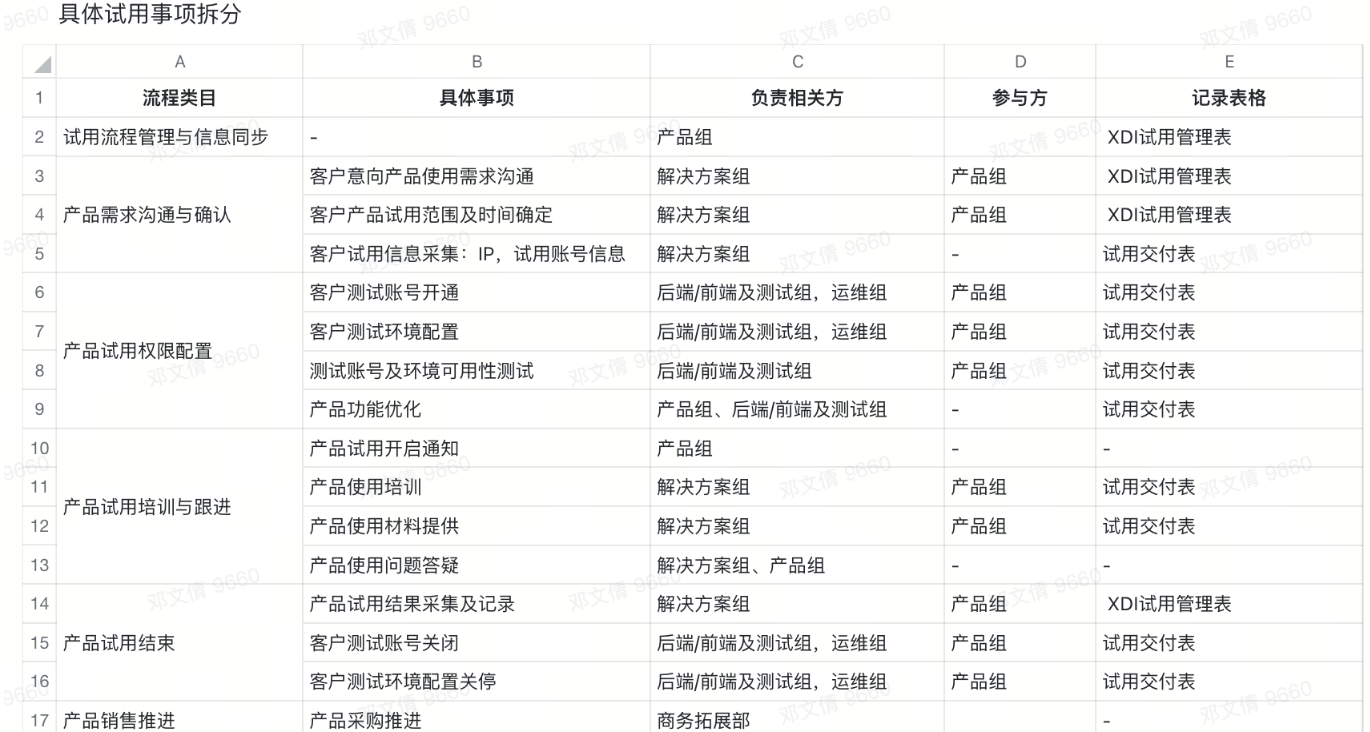 具体试用事项拆分
A B C D E
1 流程类目 具体事项 负责相关方 参与方 记录表格
2 试用流程管理与信息同步 - 产品组 XDI试用管理表
3 客户意向产品使用需求沟通 解决方案组 产品组 XDI试用管理表
4 产品需求沟通与确认 客户产品试用范围及时间确定 解决方案组 产品组 XDI试用管理表
5 客户试用信息采集：IP，试用账号信息 解决方案组 - 试用交付表
6 客户测试账号开通 后端/前端及测试组，运维组 产品组 试用交付表
7 客户测试环境配置 后端/前端及测试组，运维组 产品组 试用交付表
产品试用权限配置
8 测试账号及环境可用性测试 后端/前端及测试组 产品组 试用交付表
9 产品功能优化 产品组、后端/前端及测试组 - 试用交付表
10 产品试用开启通知 产品组 - -
11 产品使用培训 解决方案组 产品组 试用交付表
产品试用培训与跟进
12 产品使用材料提供 解决方案组 产品组 试用交付表
13 产品使用问题答疑 解决方案组、产品组 - -
14 产品试用结果采集及记录 解决方案组 产品组 XDI试用管理表
15 产品试用结束 客户测试账号关闭 后端/前端及测试组，运维组 产品组 试用交付表
16 客户测试环境配置关停 后端/前端及测试组，运维组 产品组 试用交付表
17 产品销售推进 产品采购推进 商务拓展部 -
邓文倩 9660